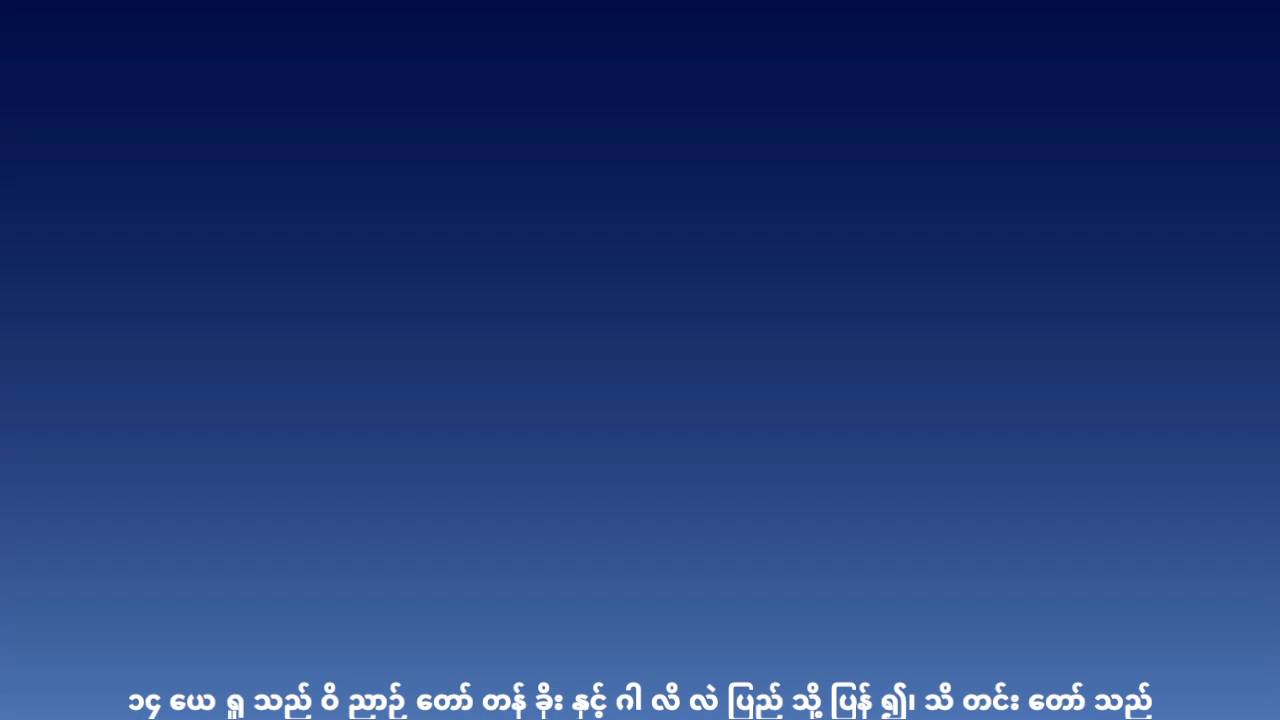 ၁၄ ယေ ရှု သည် ဝိ ညာဉ် တော် တန် ခိုး နှင့် ဂါ လိ လဲ ပြည် သို့ ပြန် ၍၊ သိ တင်း တော် သည်